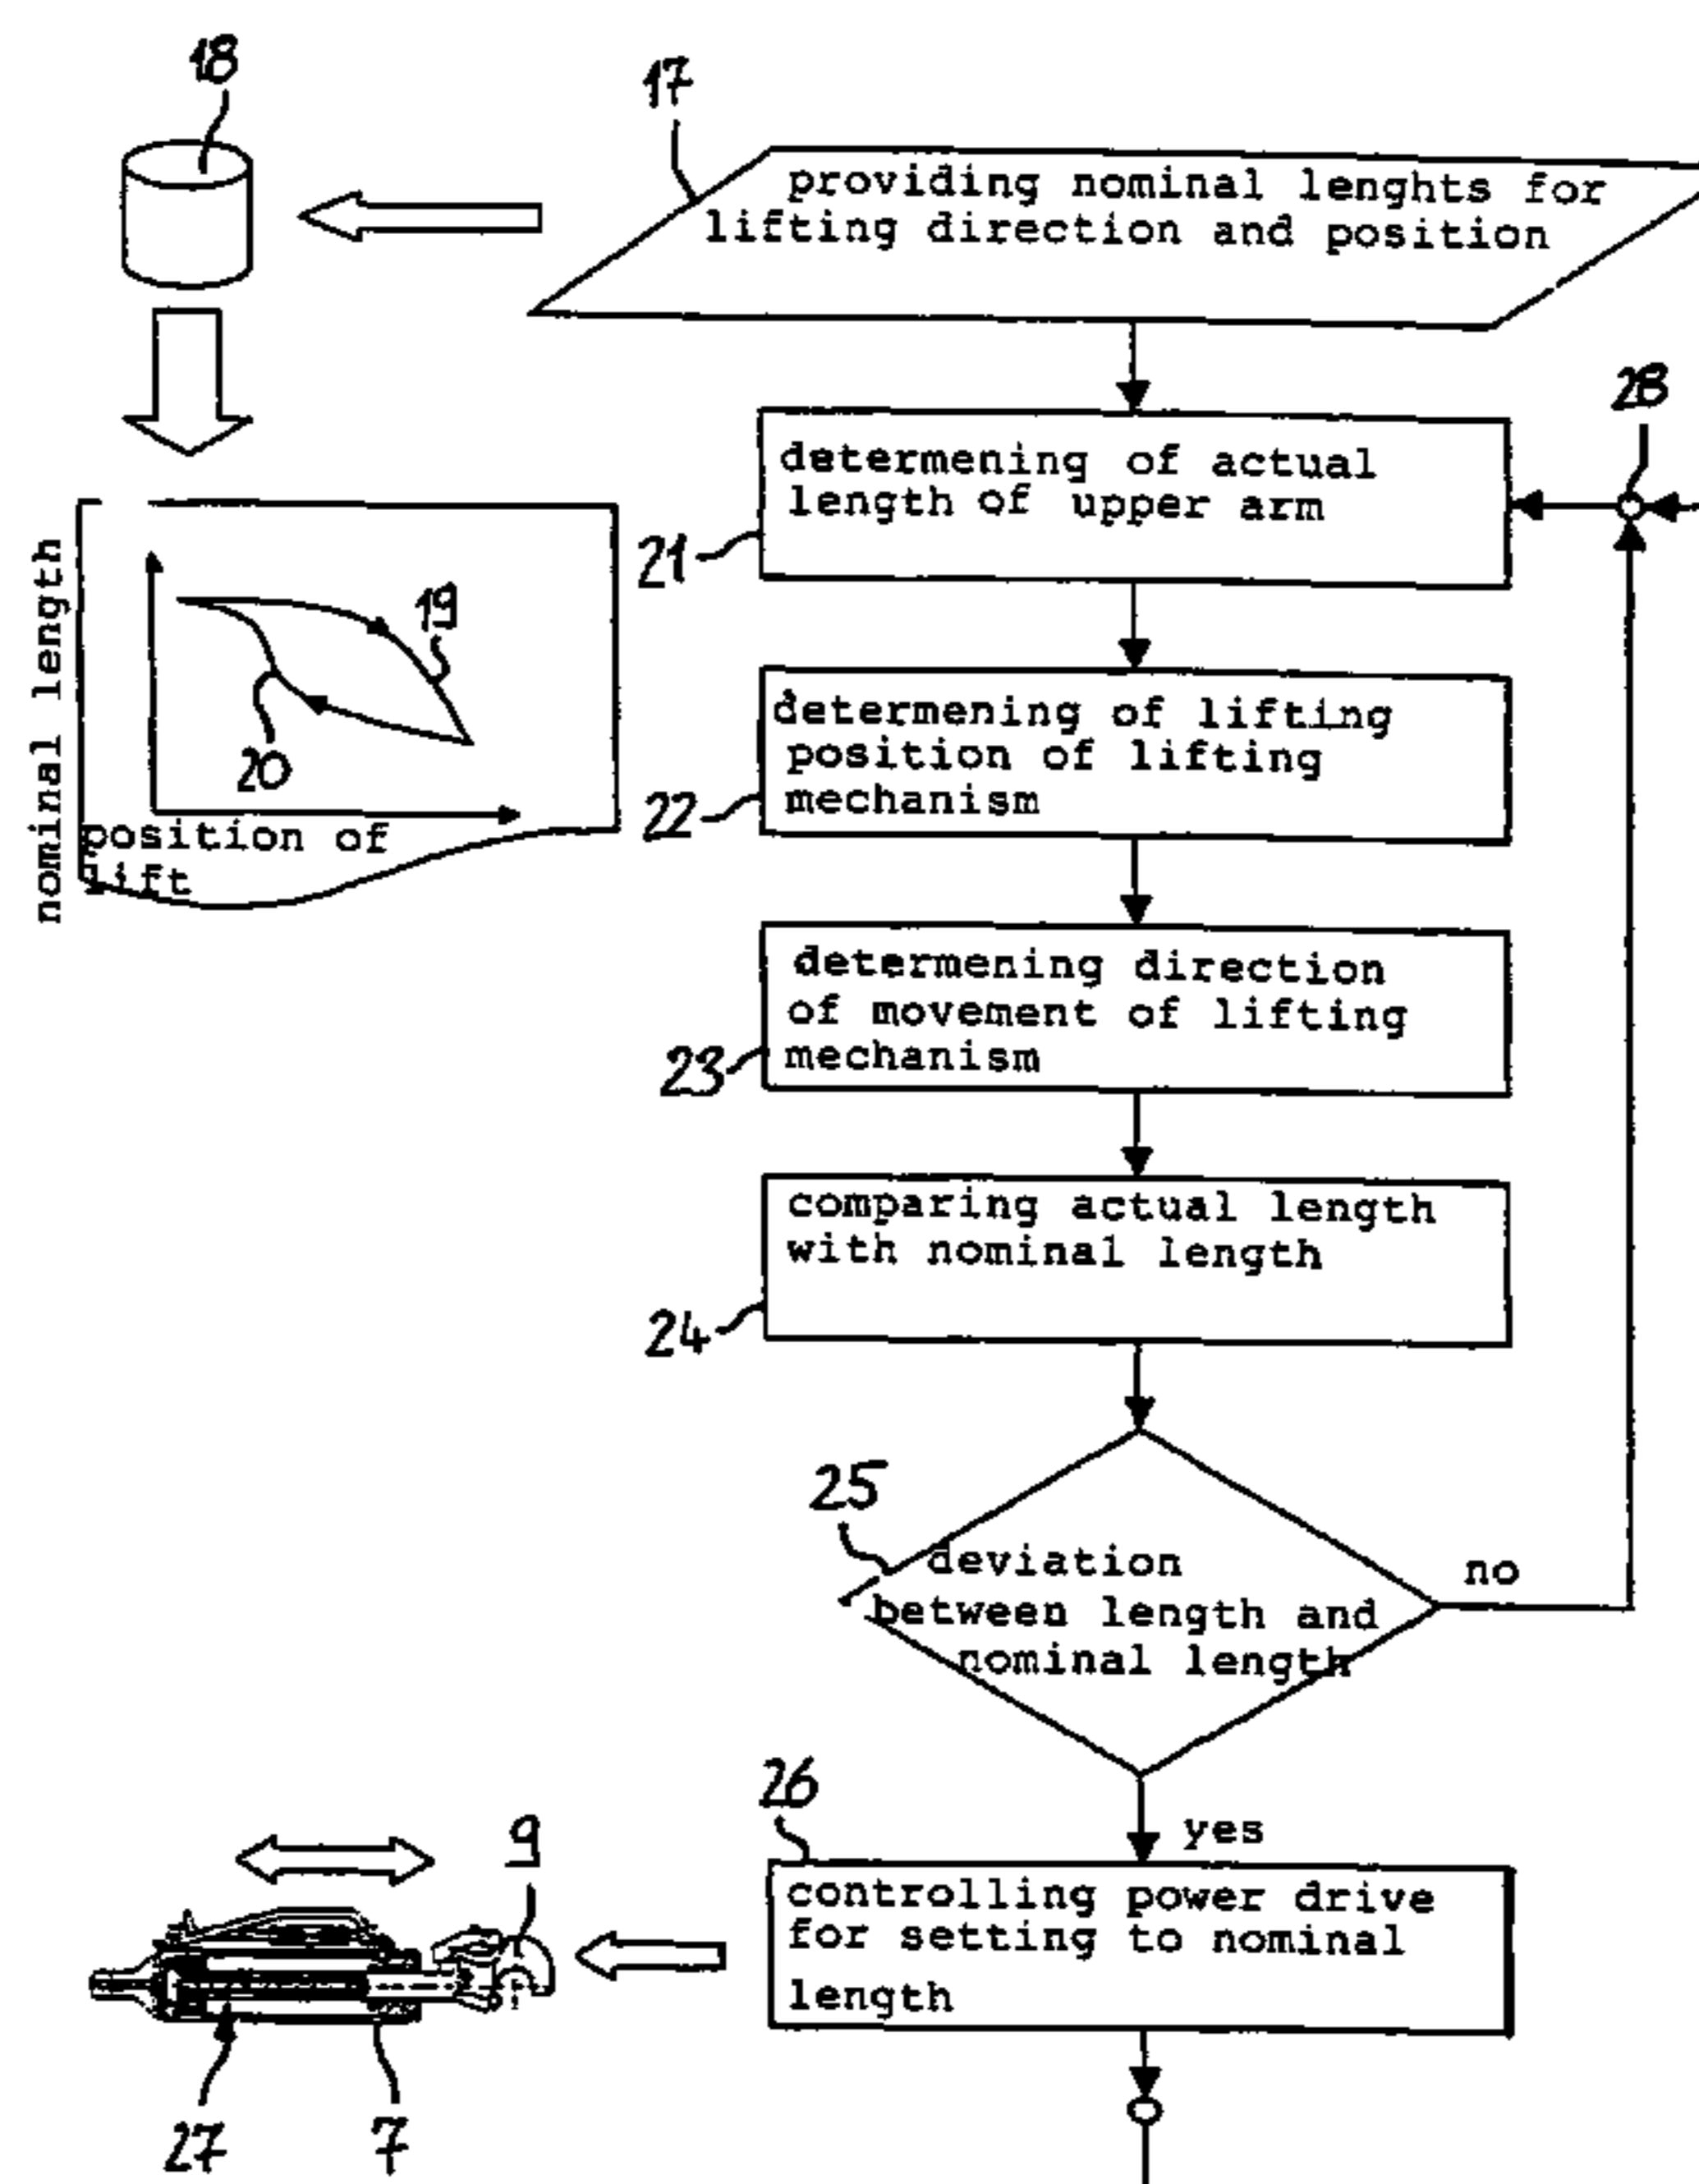 18
17
providing nominal lenghts for
lifting direction and position
28
determening of actual
length of upper arm
21
nominal length
19
20
position of
lift
determening of lifting
position of lifting
mechanism
22
determening direction
of movement of lifting
mechanism
23
comparing actual length
with nominal length
24
25
deviation
between length and
nominal length
no
yes
26
controlling power drive
for setting to nominal
length
9
27
7